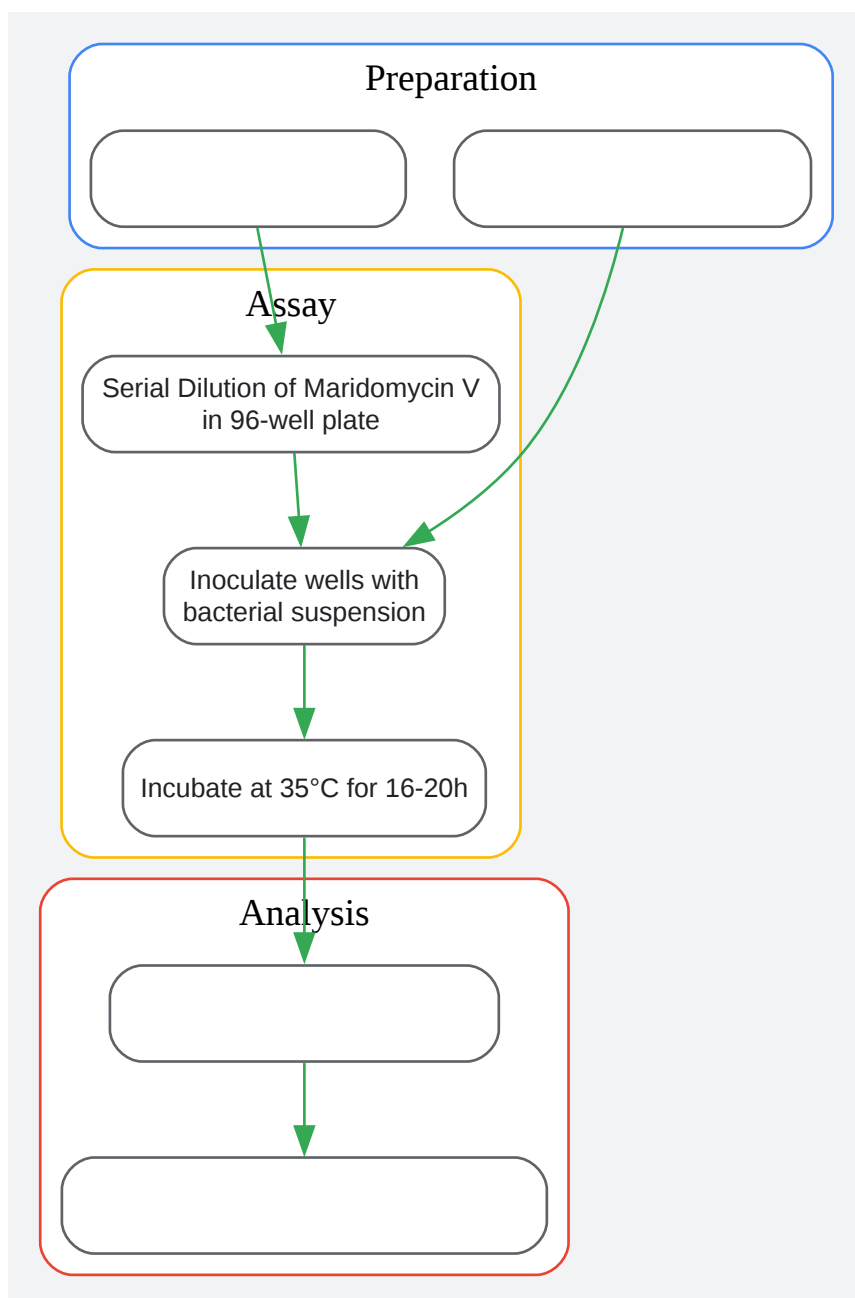 Preparation
Assay
Serial Dilution of Maridomycin V
in 96-well plate
Inoculate wells with
bacterial suspension
Incubate at 35°C for 16-20h
Analysis